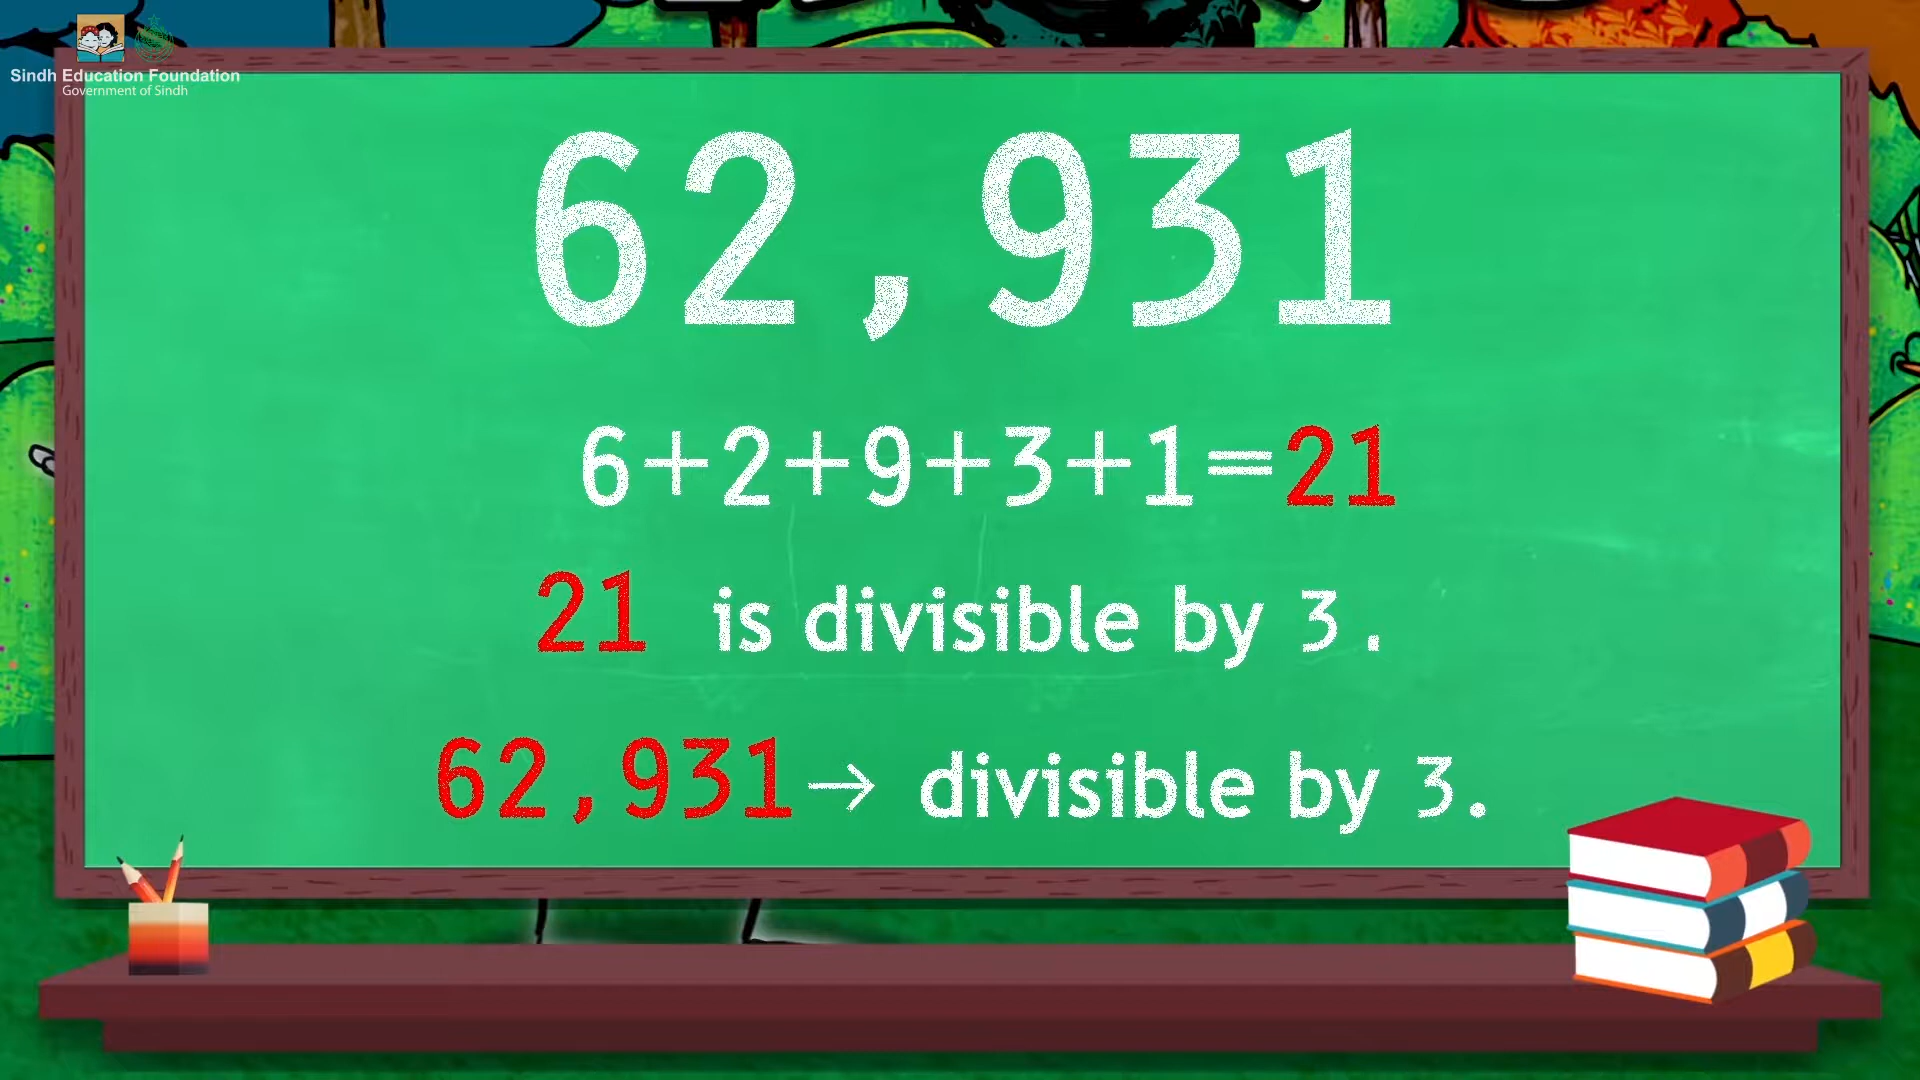 Sindh Education Foundation
Government of Sindh
62,931
6+2+9+3+1=21
21 is divisible by 3.
62,931→ divisible by 3.